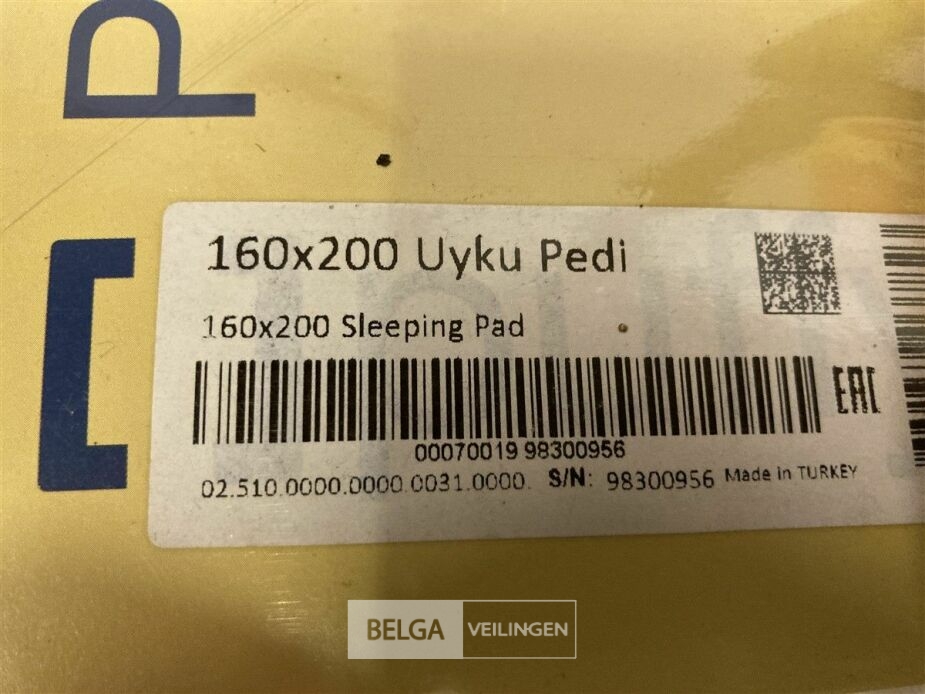 P
160x200 Uyku Pedi
160x200 Sleeping Pad
EAC
00070019 98300956
02.510.0000.0000.0031.0000. S/N: 98300956 Made in TURKEY
BELGA VEILINGEN